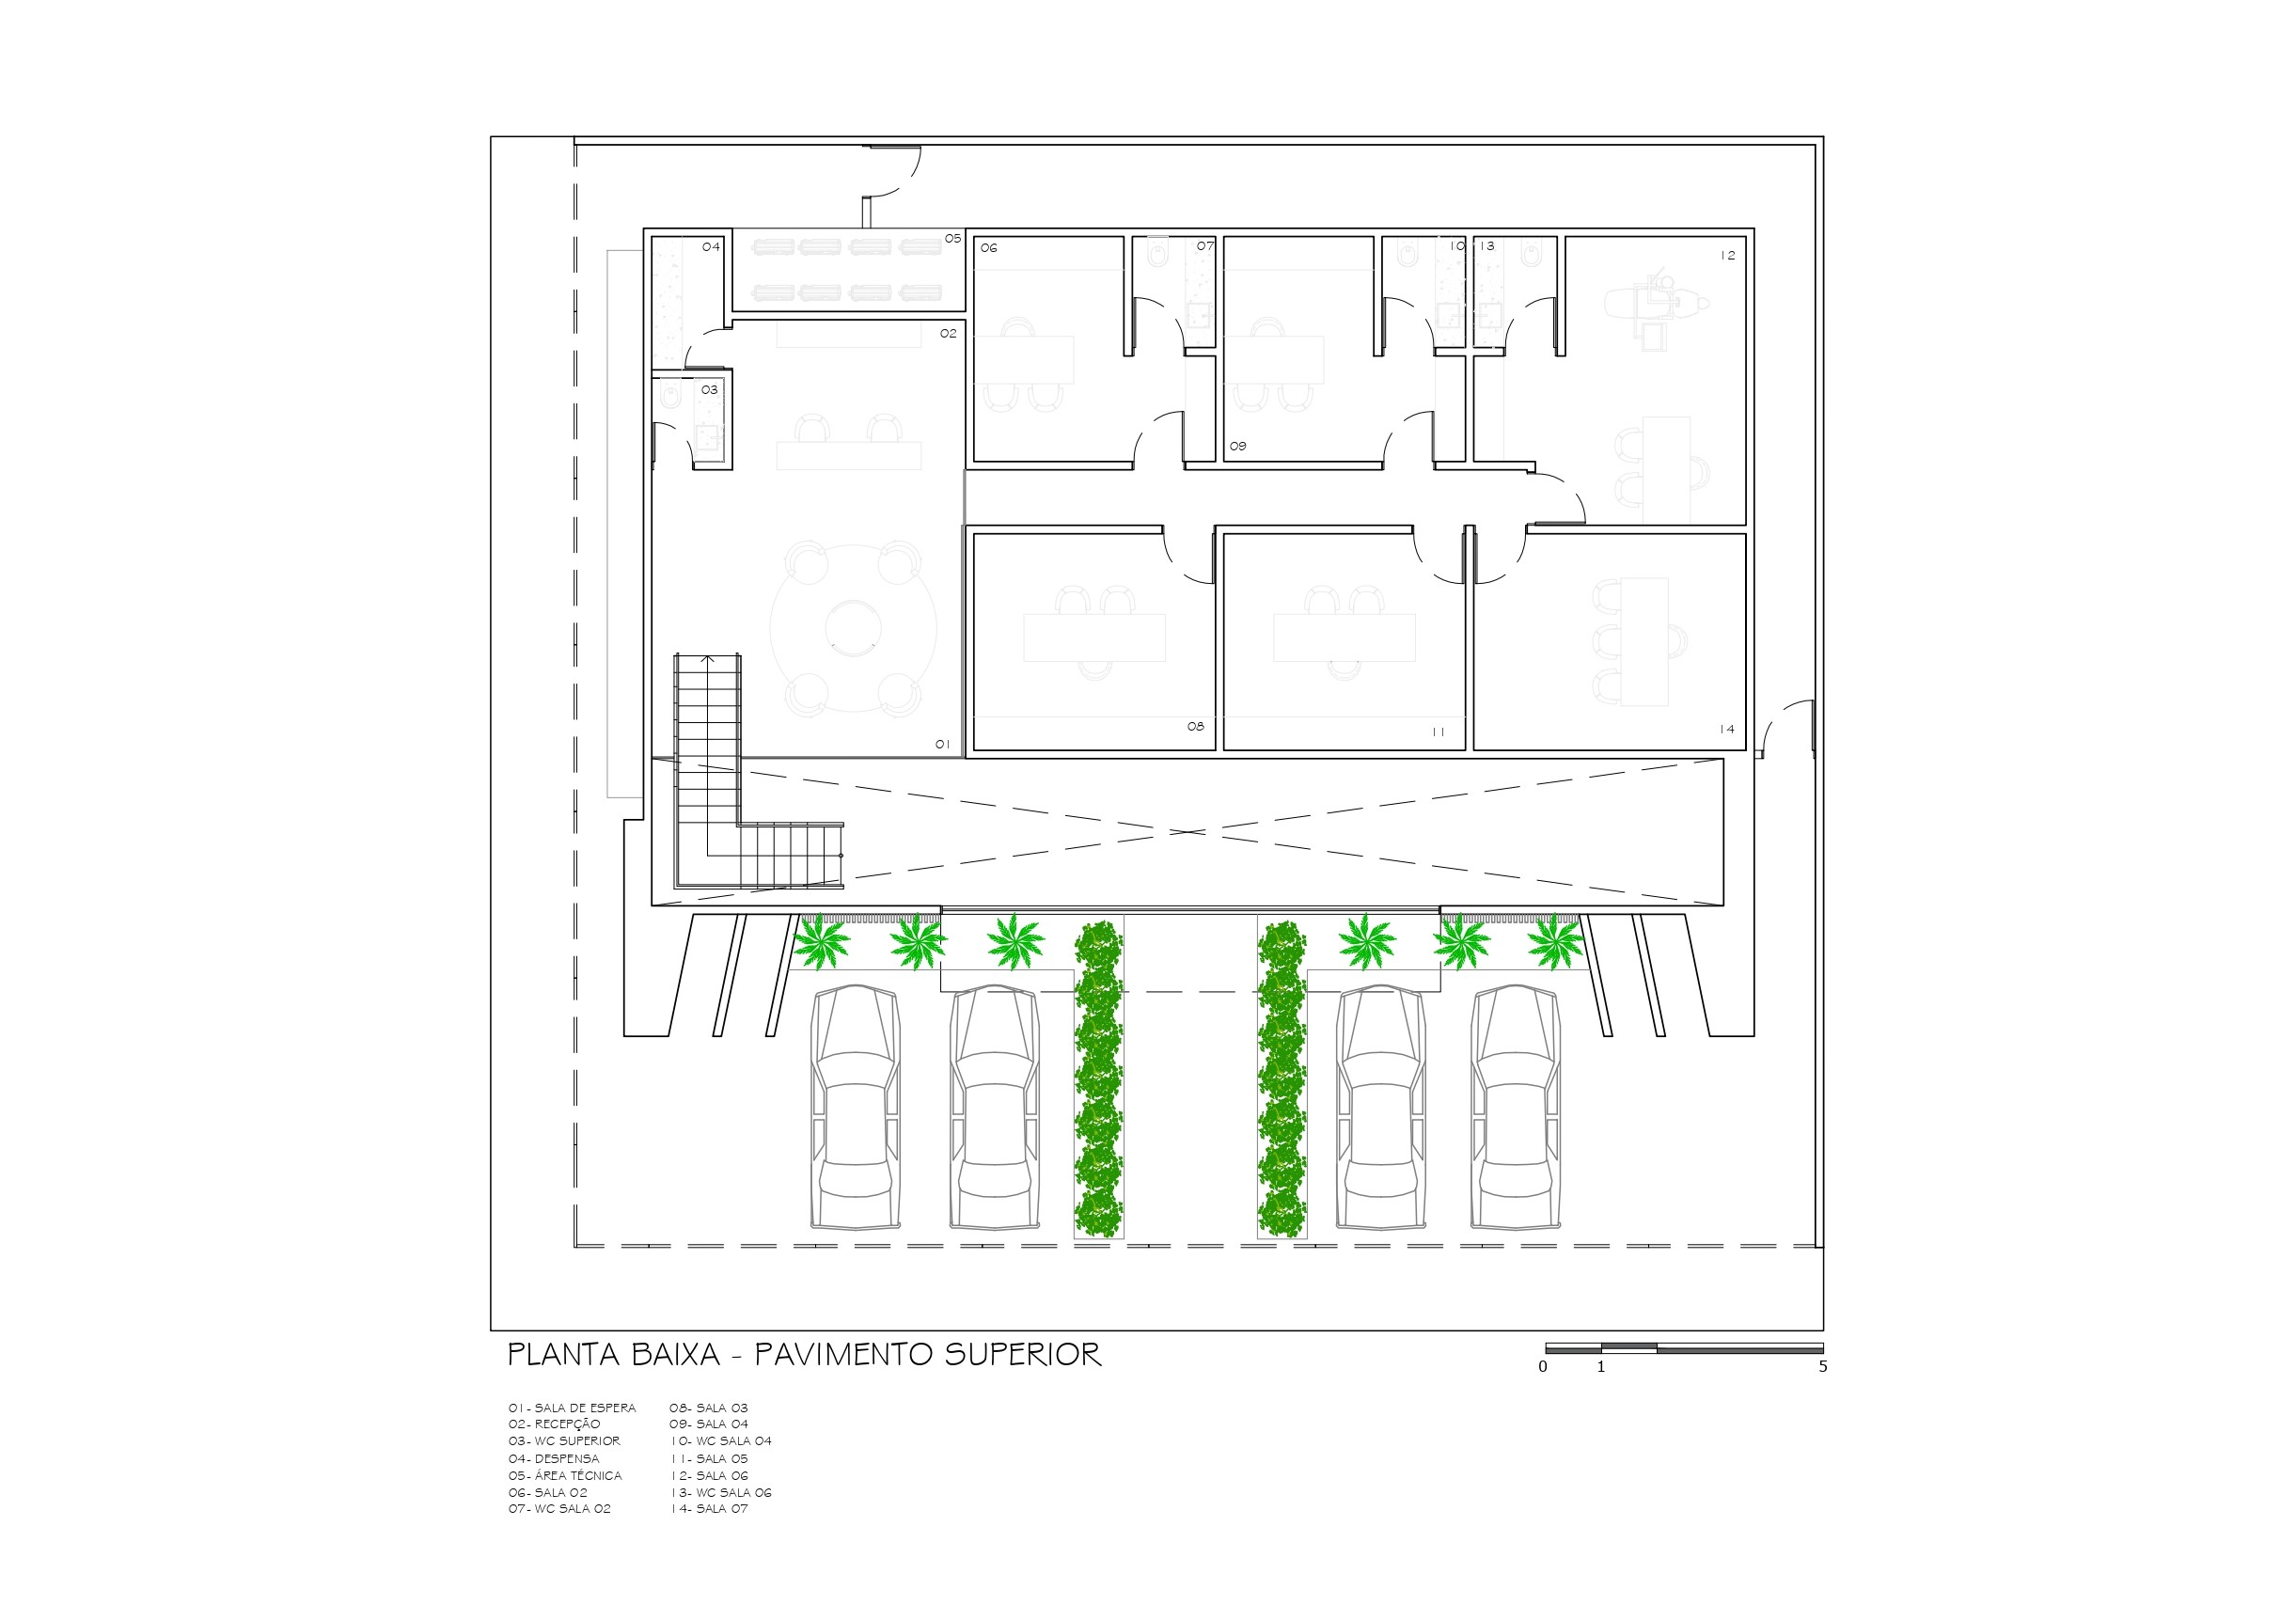 04
05
06
07
10
13
12
02
03
09
01
08
11
14
PLANTA BAIXA - PAVIMENTO SUPERIOR
0 1 5
01- SALA DE ESPERA
02- RECEPÇÃO
03- WC SUPERIOR
04- DESPENSA
05- ÁREA TÉCNICA
06- SALA 02
07- WC SALA 02
08- SALA 03
09- SALA 04
10- WC SALA 04
11- SALA 05
12- SALA 06
13- WC SALA 06
14- SALA 07